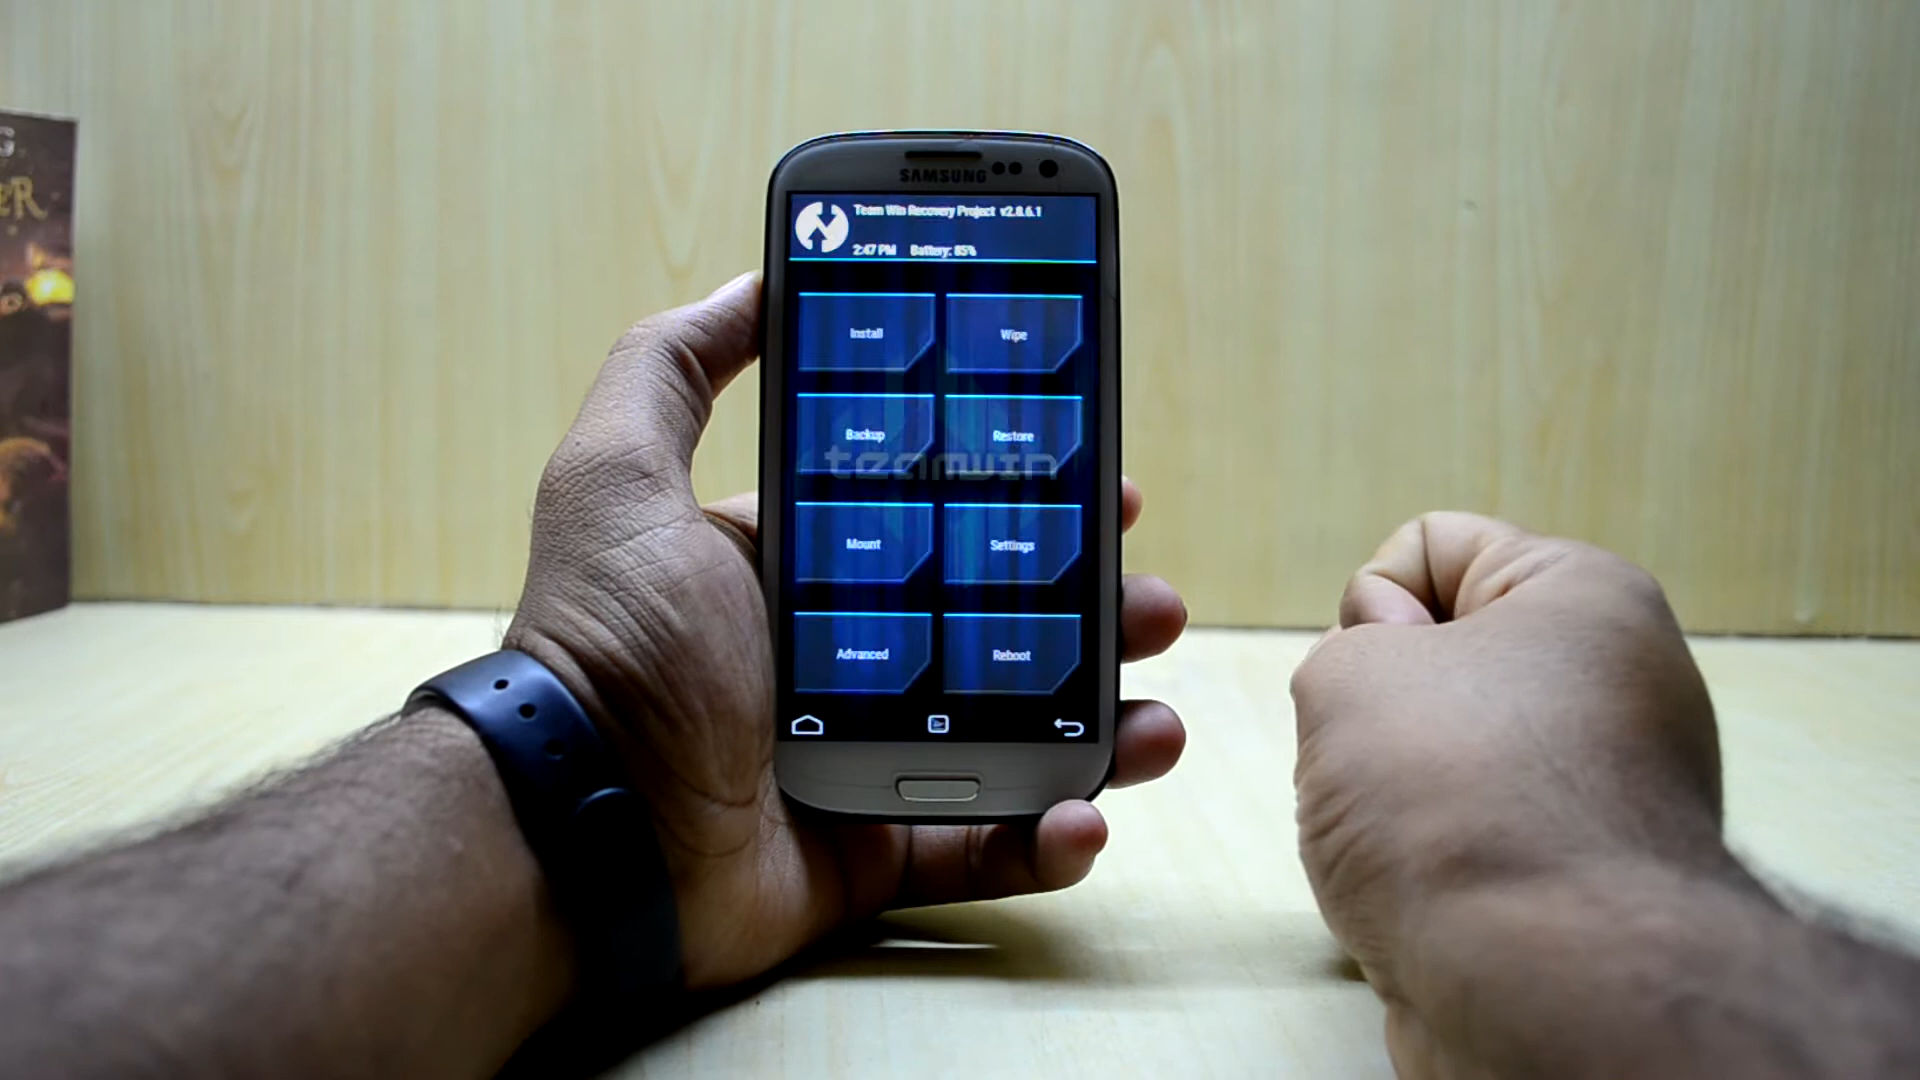 SAMSUNG
Team Win Recovery Project v2.8.6.1
2:47 PM Battery: 85%
Install
Wipe
Backup
Restore
teamwin
Mount
Settings
Advanced
Reboot